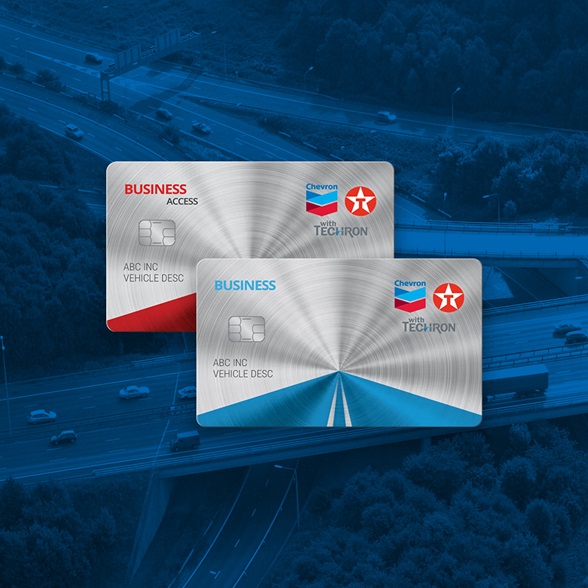 BUSINESS
ACCESS
Chevron
T
with
TECHRON
ABC INC
VEHICLE DESC
BUSINESS
Chevron
T
with
TECHRON
ABC INC
VEHICLE DESC